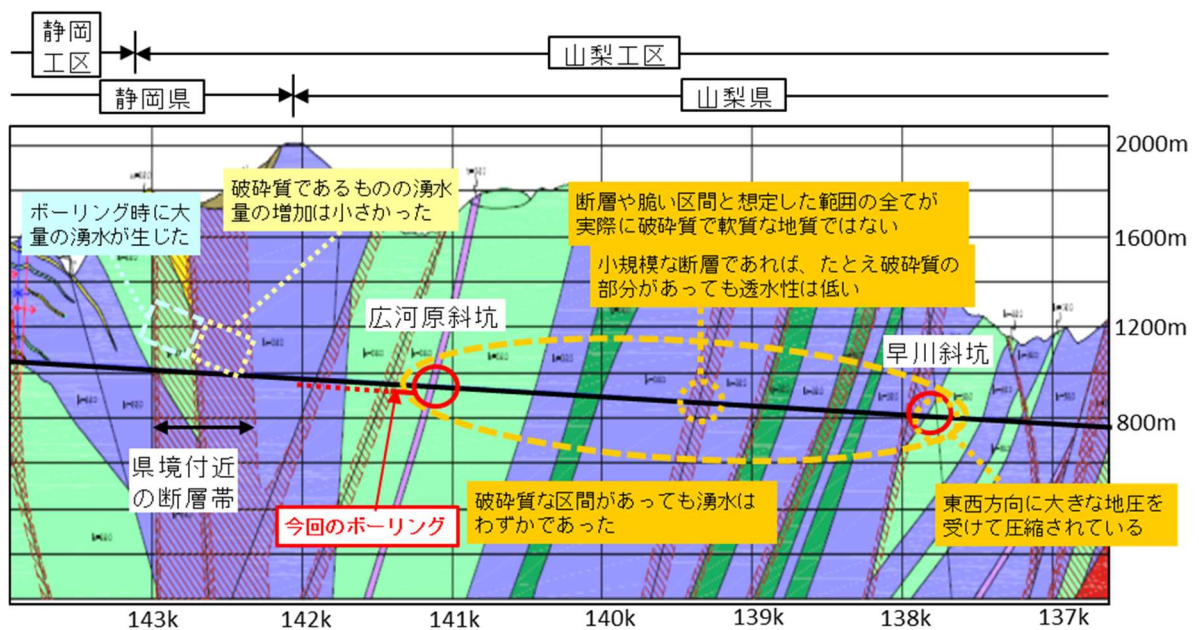 静岡
工区
山梨工区
静岡県
山梨県
2000m
ボーリング時に大
量の湧水が生じた
破砕質であるものの湧水
量の増加は小さかった
断層や脆い区間と想定した範囲の全てが
実際に破砕質で軟質な地質ではない
1600m
小規模な断層であれば、たとえ破砕質の
部分があっても透水性は低い
広河原斜坑
1200m
早川斜坑
800m
県境付近
の断層帯
今回のボーリング
破砕質な区間があっても湧水は
わずかであった
東西方向に大きな地圧を
受けて圧縮されている
143k
142k
141k
140k
139k
138k
137k